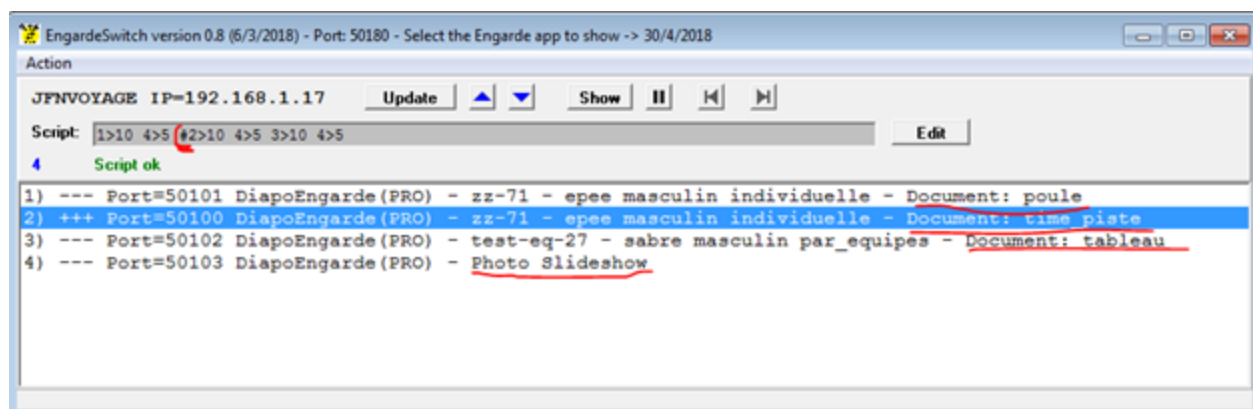 EngardeSwitch version 0.8 (6/3/2018) - Port: 50180 - Select the Engarde app to show -> 30/4/2018
Action
JFNVOYAGE IP=192.168.1.17 Update Show
Script: 1>10 4>5 #2>10 4>5 3>10 4>5 Edit
4 Script ok
1) --- Port=50101 DiapoEngarde(PRO) - zz-71 - epee masculin individuelle - Document: poule
2) +++ Port=50100 DiapoEngarde(PRO) - zz-71 - epee masculin individuelle - Document: time_piste
3) --- Port=50102 DiapoEngarde(PRO) - test-eq-27 - sabre masculin par_equipes - Document: tableau
4) --- Port=50103 DiapoEngarde(PRO) - Photo Slideshow